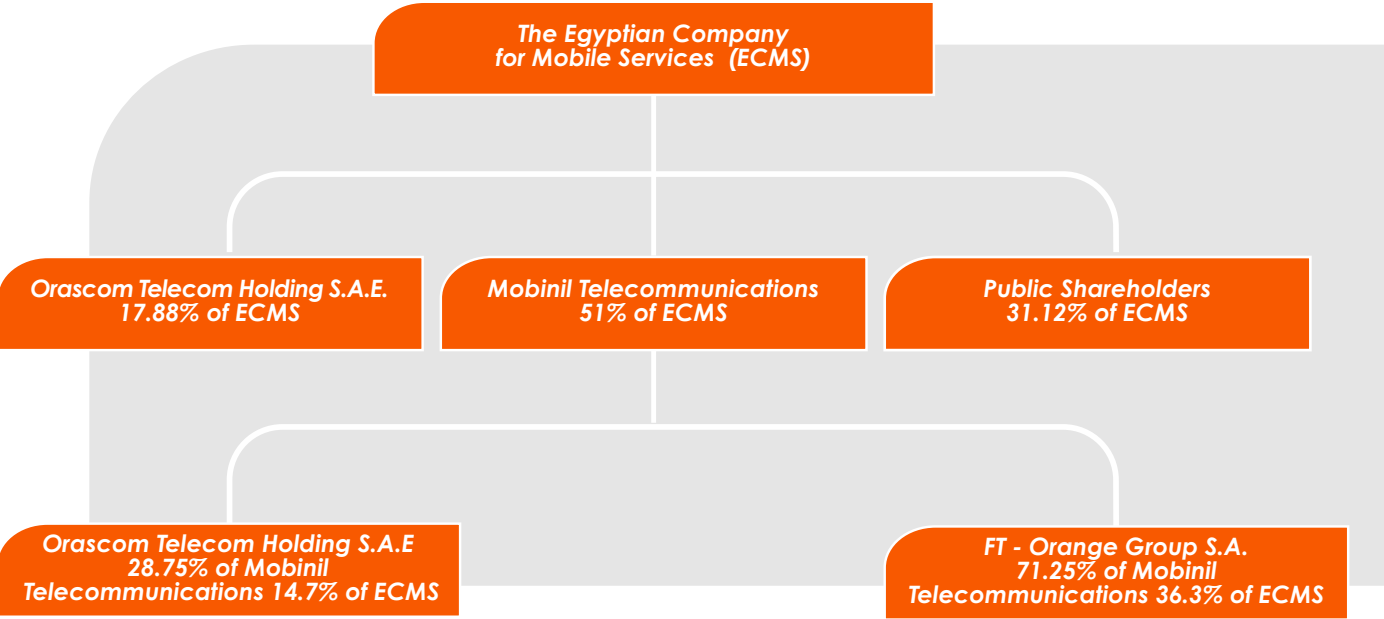 The Egyptian Company
for Mobile Services (ECMS)
Orascom Telecom Holding S.A.E.
17.88% of ECMS
Mobinil Telecommunications
51% of ECMS
Public Shareholders
31.12% of ECMS
Orascom Telecom Holding S.A.E
28.75% of Mobinil
Telecommunications 14.7% of ECMS
FT - Orange Group S.A.
71.25% of Mobinil
Telecommunications 36.3% of ECMS